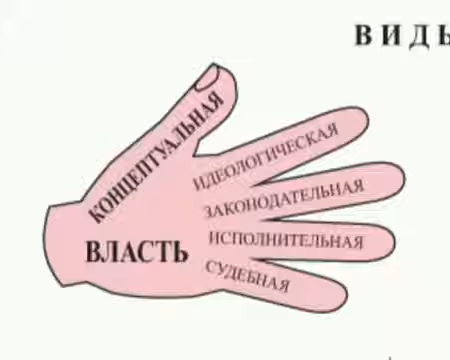 ВИДЫ
КОНЦЕПТУАЛЬНАЯ
ИДЕОЛОГИЧЕСКАЯ
ЗАКОНОДАТЕЛЬНАЯ
ИСПОЛНИТЕЛЬНАЯ
СУДЕБНАЯ
ВЛАСТЬ